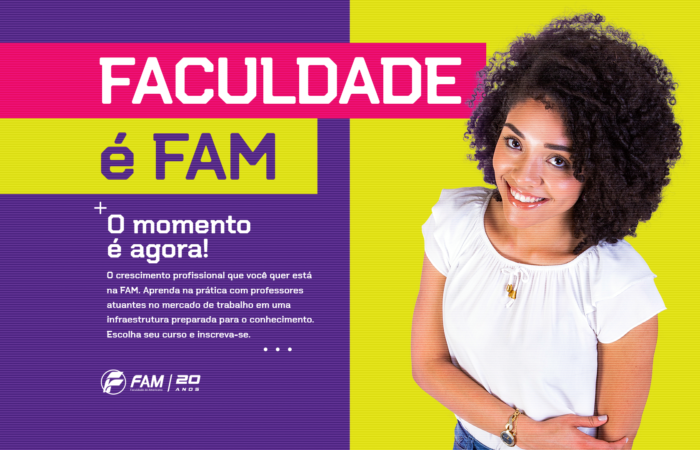 FACULDADE
é FAM
O momento
é agora!
O crescimento profissional que você quer está
na FAM. Aprenda na prática com professores
atuantes no mercado de trabalho em uma
infraestrutura preparada para o conhecimento.
Escolha seu curso e inscreva-se.
FAM | 20
ANOS